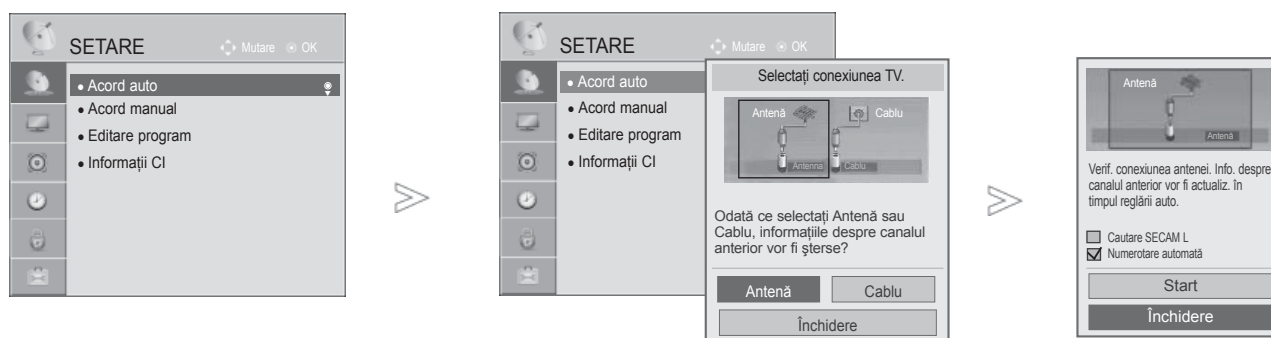 SETARE
Mutare OK
Acord auto
Acord manual
Editare program
Informații CI
SETARE
Mutare OK
Acord auto
Acord manual
Editare program
Informații CI
Selectați conexiunea TV.
Antenă
Cablu
Antenna
Cablu
Odată ce selectați Antenă sau
Cablu, informațiile despre canalul
anterior vor fi şterse?
Antenă
Cablu
Închidere
Antenă
Antenă
Verif. conexiunea antenei. Info. despre
canalul anterior vor fi actualiz. în
timpul reglării auto.
Cautare SECAM L
Numerotare automată
Start
Închidere